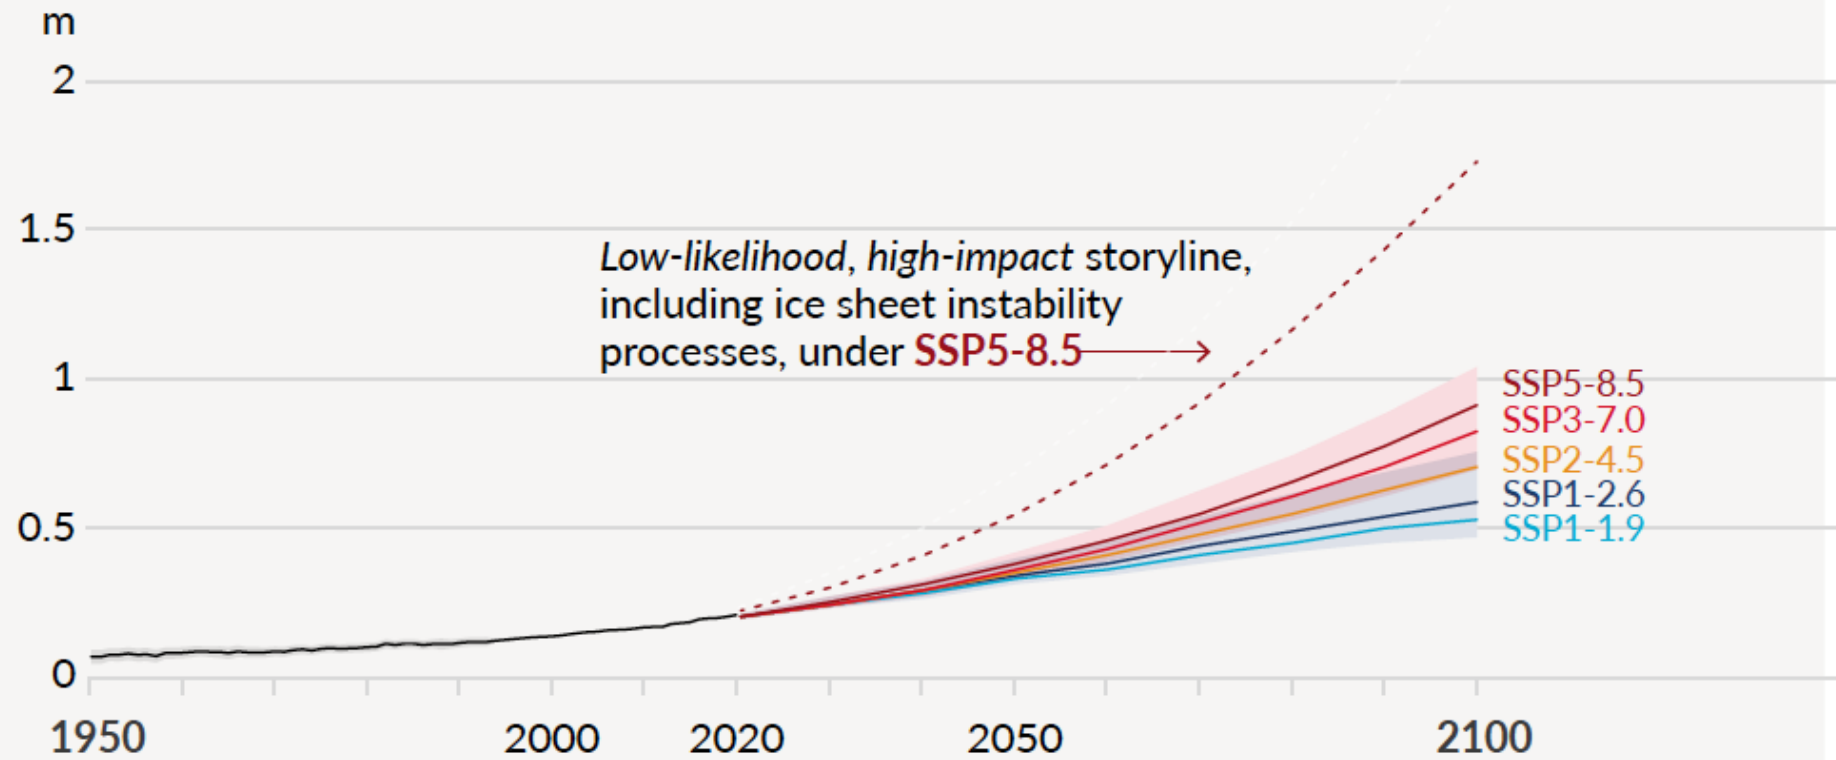 m
2
1.5
Low-likelihood, high-impact storyline,
including ice sheet instability
processes, under SSP5-8.5
1
SSP5-8.5
SSP3-7.0
SSP2-4.5
SSP1-2.6
SSP1-1.9
0.5
0
1950 2000 2020 2050 2100